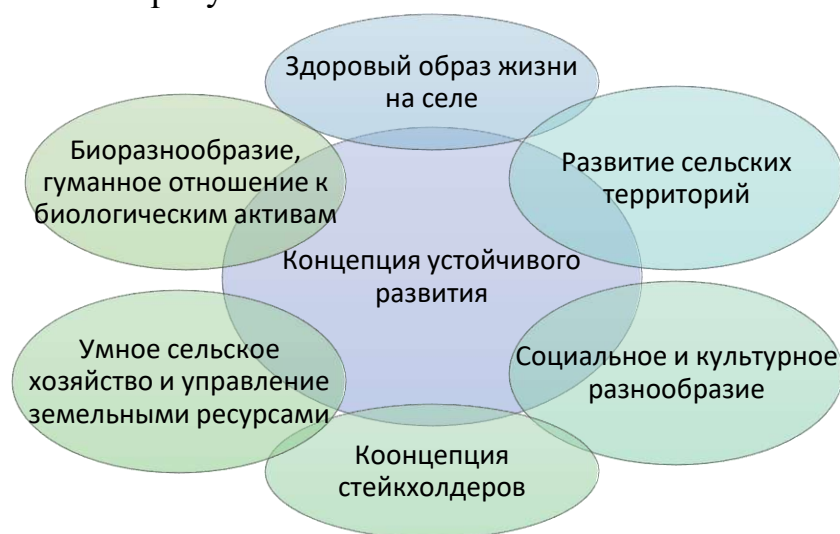 Здоровый образ жизни
на селе
Развитие сельских
территорий
Социальное и культурное
разнообразие
Коонцепция
стейкхолдеров
Умное сельское
хозяйство и управление
земельными ресурсами
Биоразнообразие,
гуманное отношение к
биологическим активам
Концепция устойчивого
развития